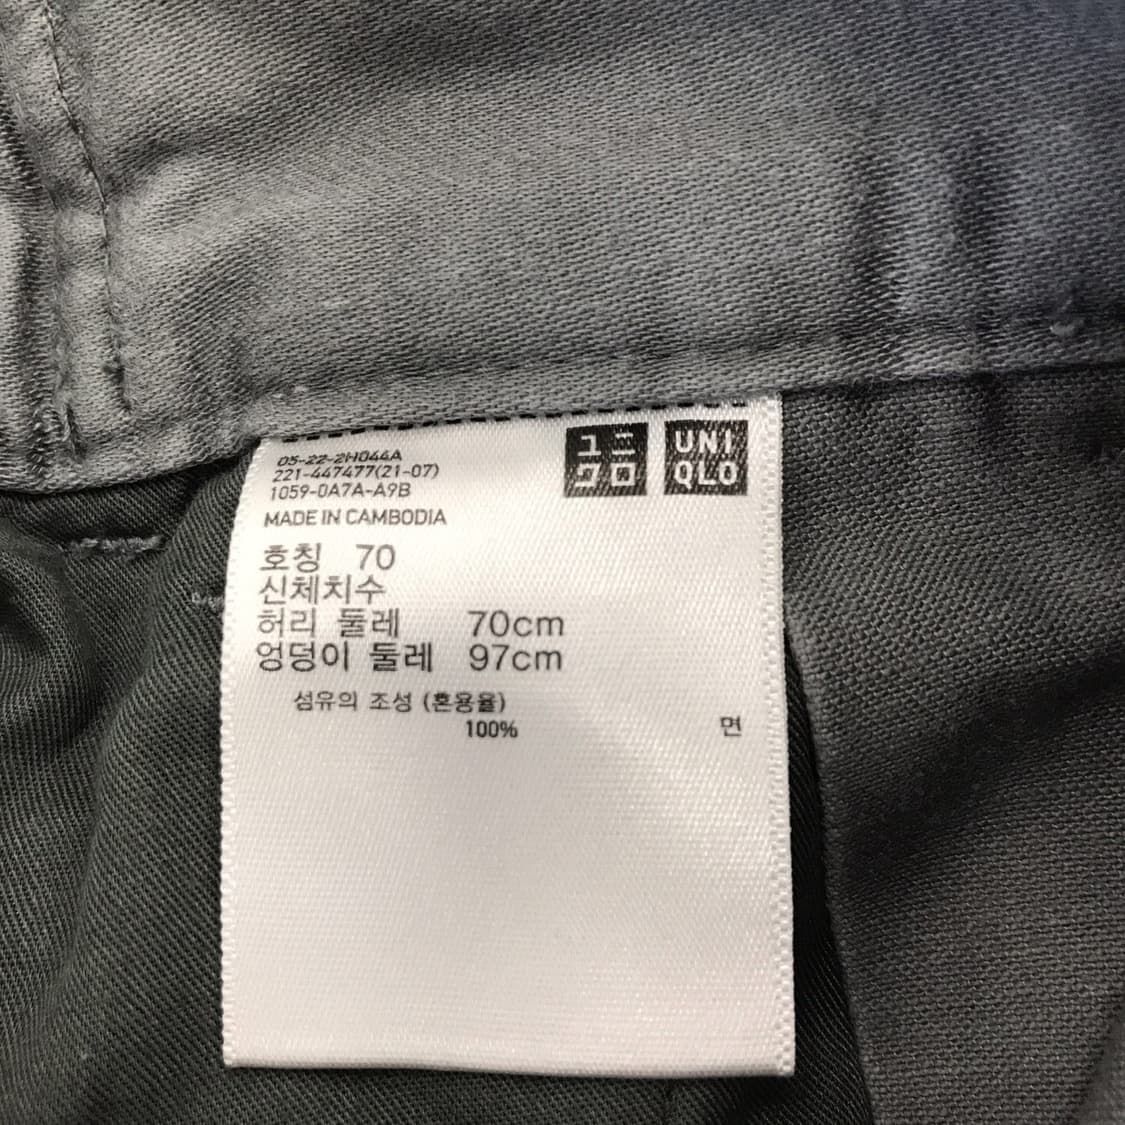 05-22-2H044A
221-447477(21-07)
1059-0A7A-A9B
MADE IN CAMBODIA
ユニ
クロ
UNI
QLO
호칭 70
신체치수
허리 둘레 70cm
엉덩이 둘레 97cm
섬유의 조성 (혼용율)
100% 면